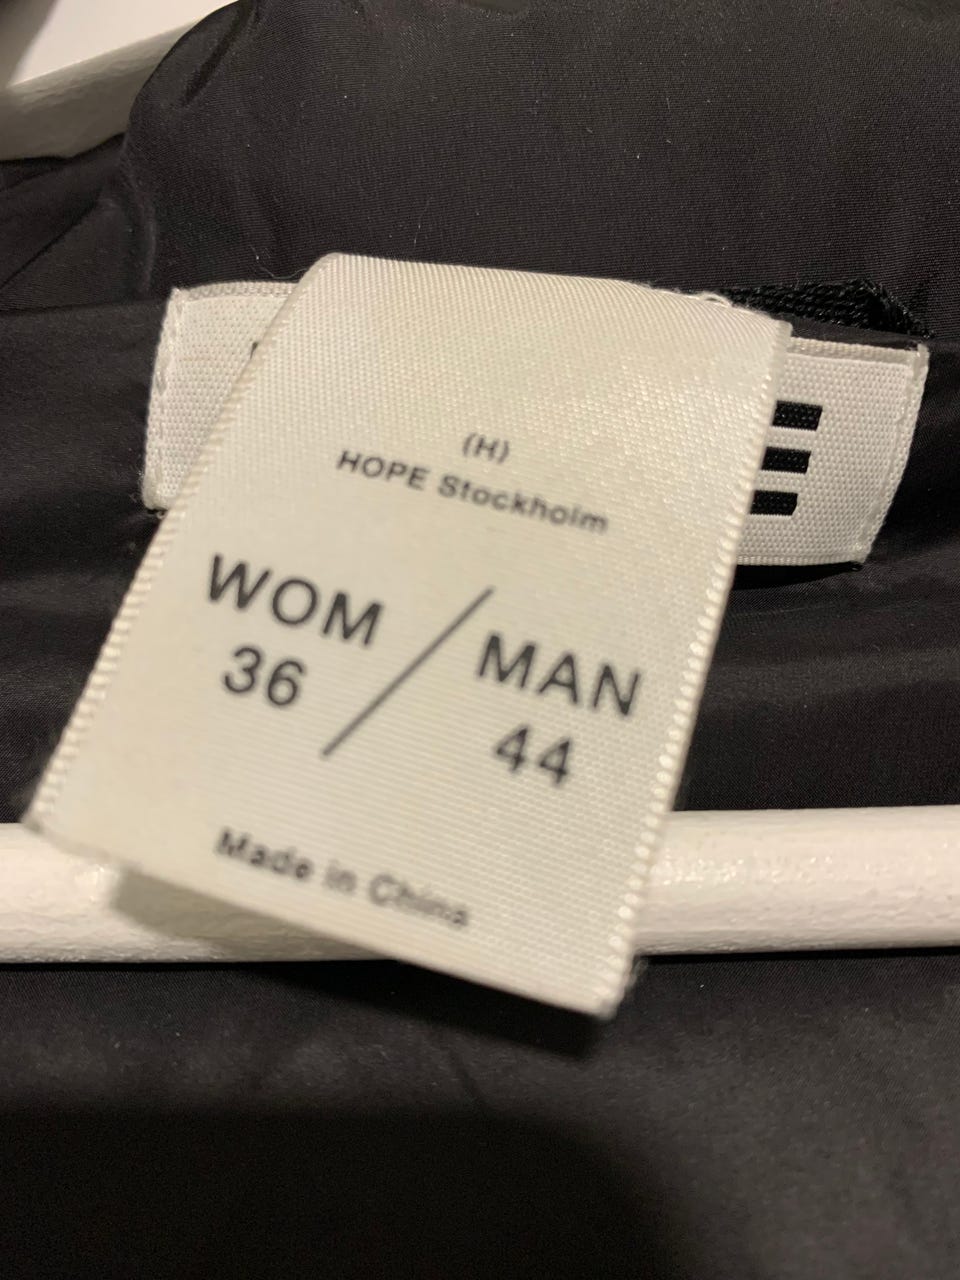 (H)
HOPE Stockholm
WOM / MAN
36 44
Made in China